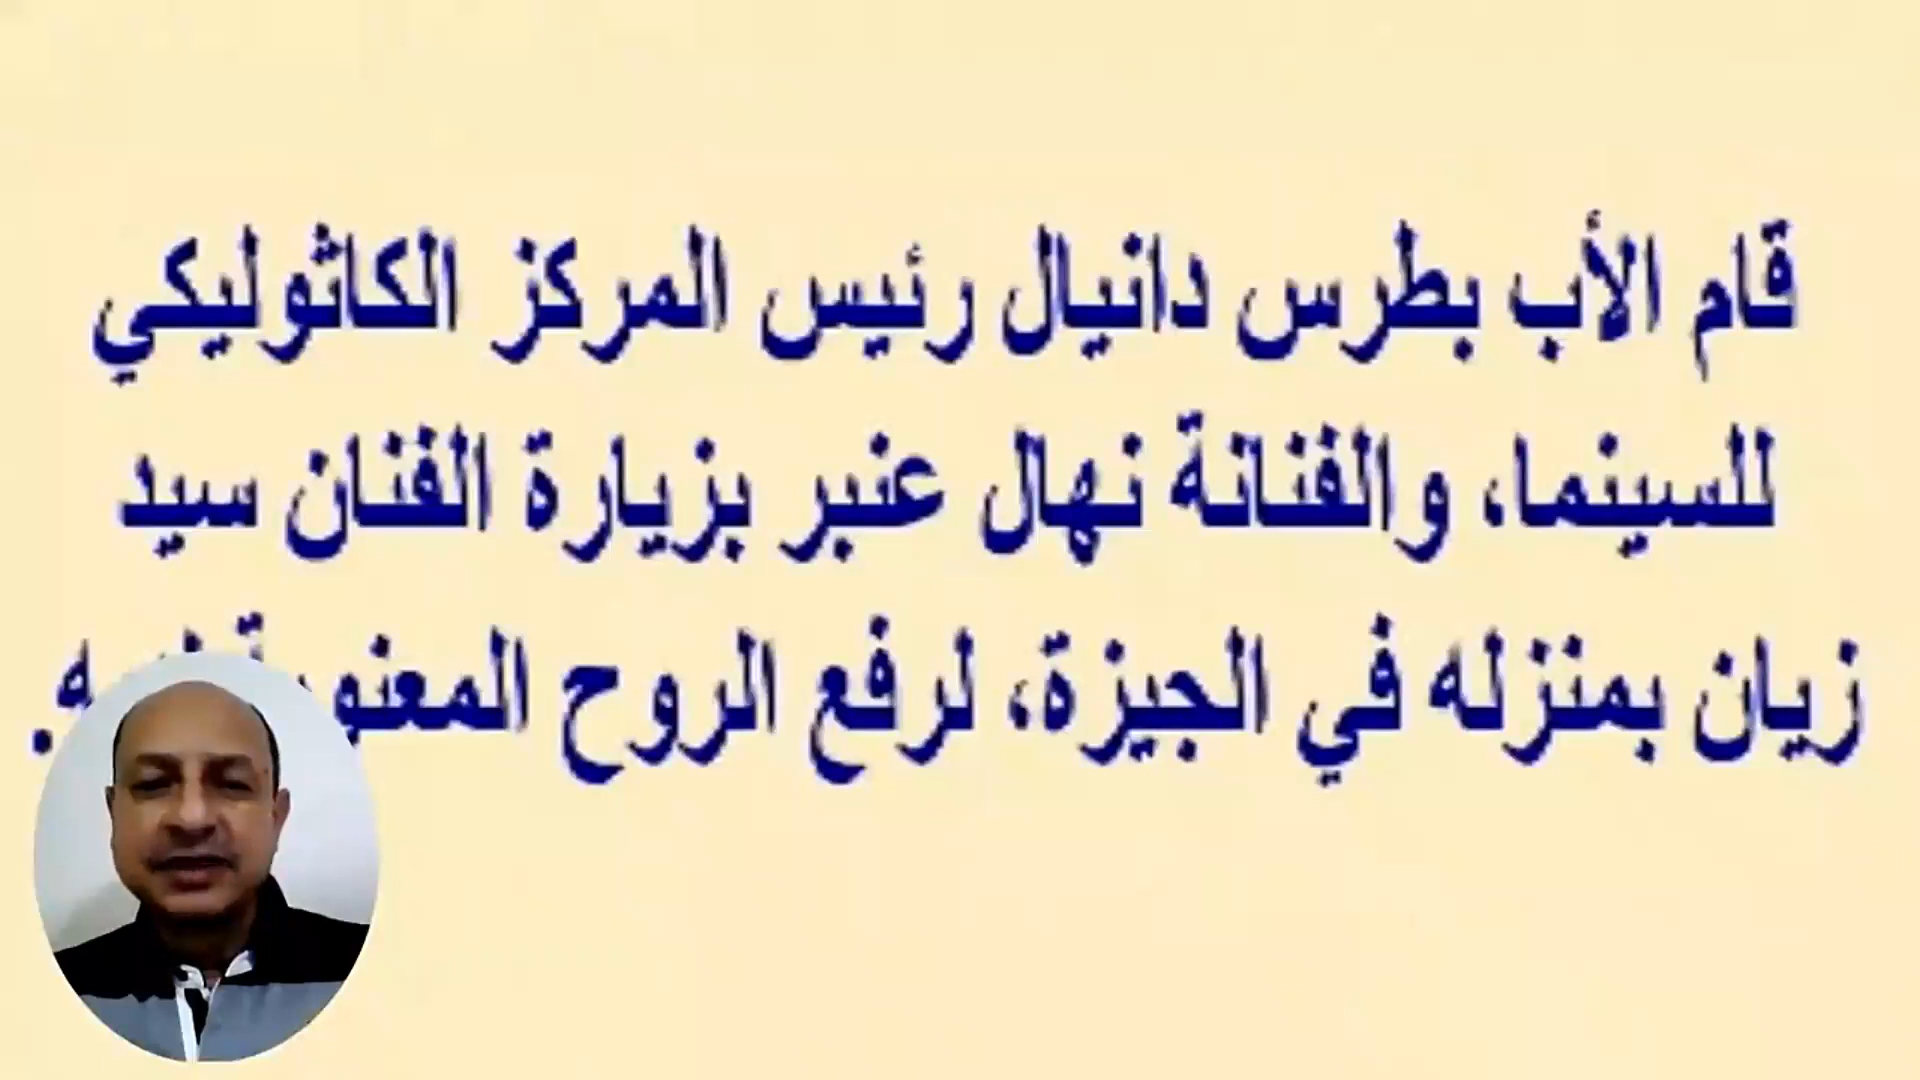 قام الأب بطرس دانيال رئيس المركز الكاثوليكي
للسينما، والفنانة نهال عنبر بزيارة الفنان سيد
زيان بمنزله في الجيزة، لرفع الروح